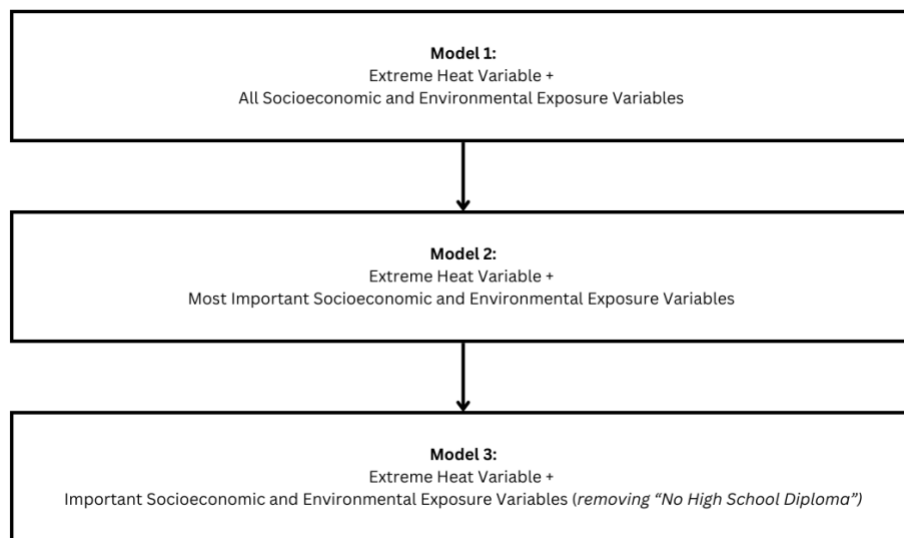 Model 1:
Extreme Heat Variable +
All Socioeconomic and Environmental Exposure Variables
Model 2:
Extreme Heat Variable +
Most Important Socioeconomic and Environmental Exposure Variables
Model 3:
Extreme Heat Variable +
Important Socioeconomic and Environmental Exposure Variables (removing “No High School Diploma”)